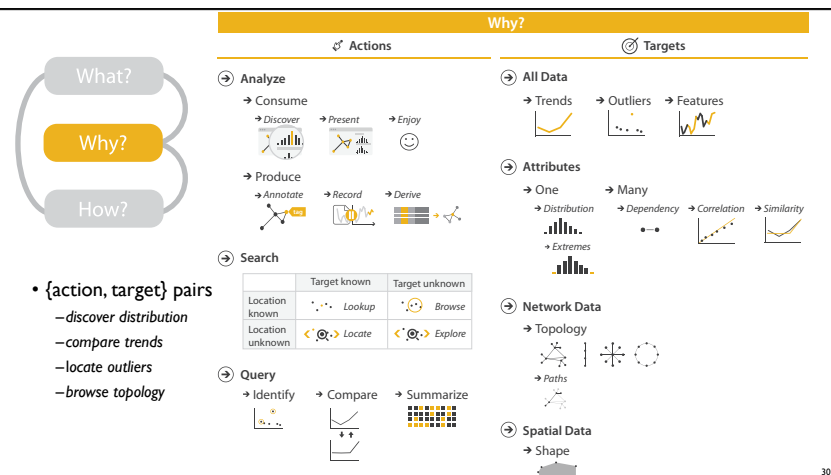 What?
Why?
How?
• {action, target} pairs
–discover distribution
–compare trends
–locate outliers
–browse topology
Why?
Actions
Analyze
→ Consume
→ Discover → Present → Enjoy
→ Produce
→ Annotate → Record → Derive
tag
Search
Target known Target unknown
Location known Lookup Browse
Location unknown Locate Explore
Query
→ Identify → Compare → Summarize
Targets
All Data
→ Trends → Outliers → Features
Attributes
→ One → Many
→ Distribution → Dependency → Correlation → Similarity
→ Extremes
Network Data
→ Topology
→ Paths
Spatial Data
→ Shape
30